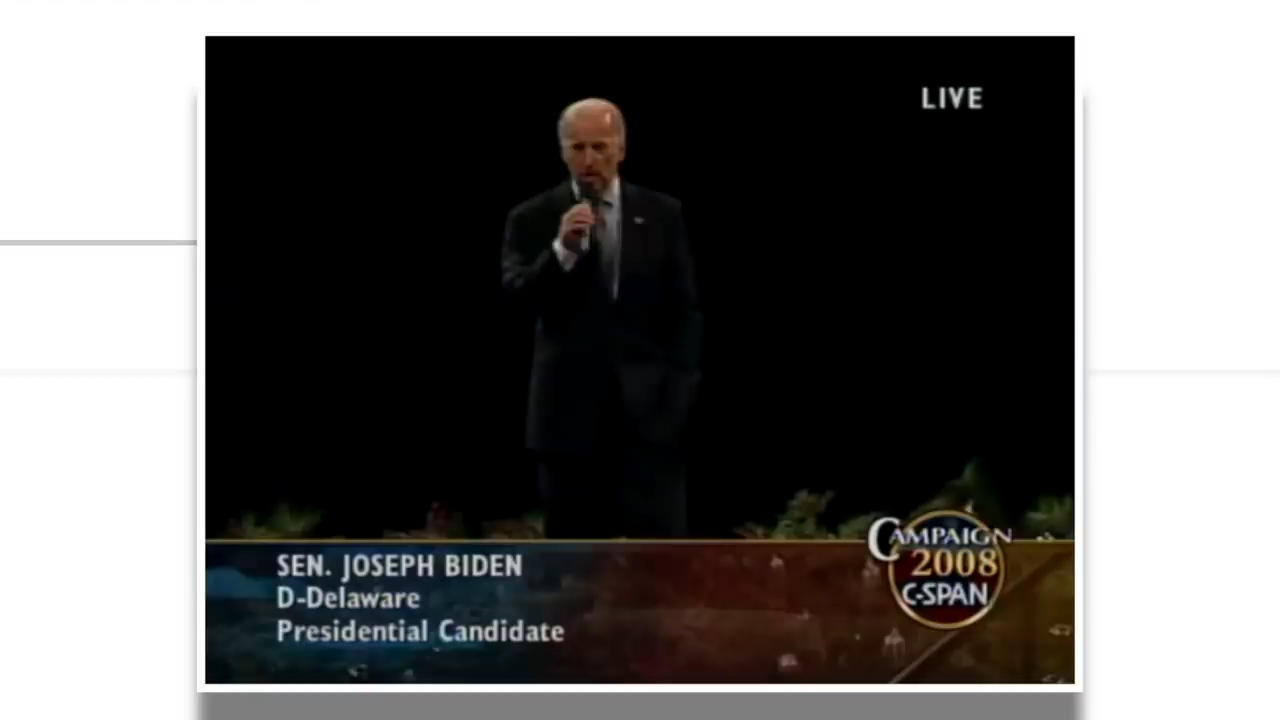 LIVE
CAMPAIGN
2008
C-SPAN
SEN. JOSEPH BIDEN
D-Delaware
Presidential Candidate